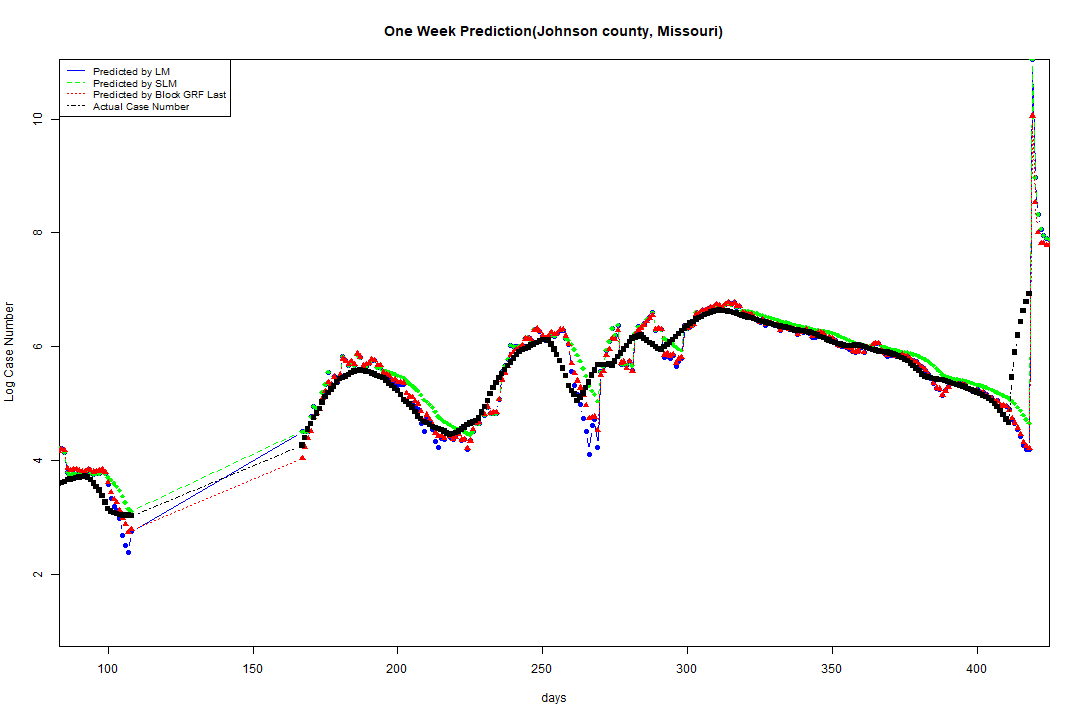 One Week Prediction(Johnson county, Missouri)
Predicted by LM
Predicted by SLM
Predicted by Block GRF Last
Actual Case Number
Log Case Number
10
8
6
4
2
100 150 200 250 300 350 400
days